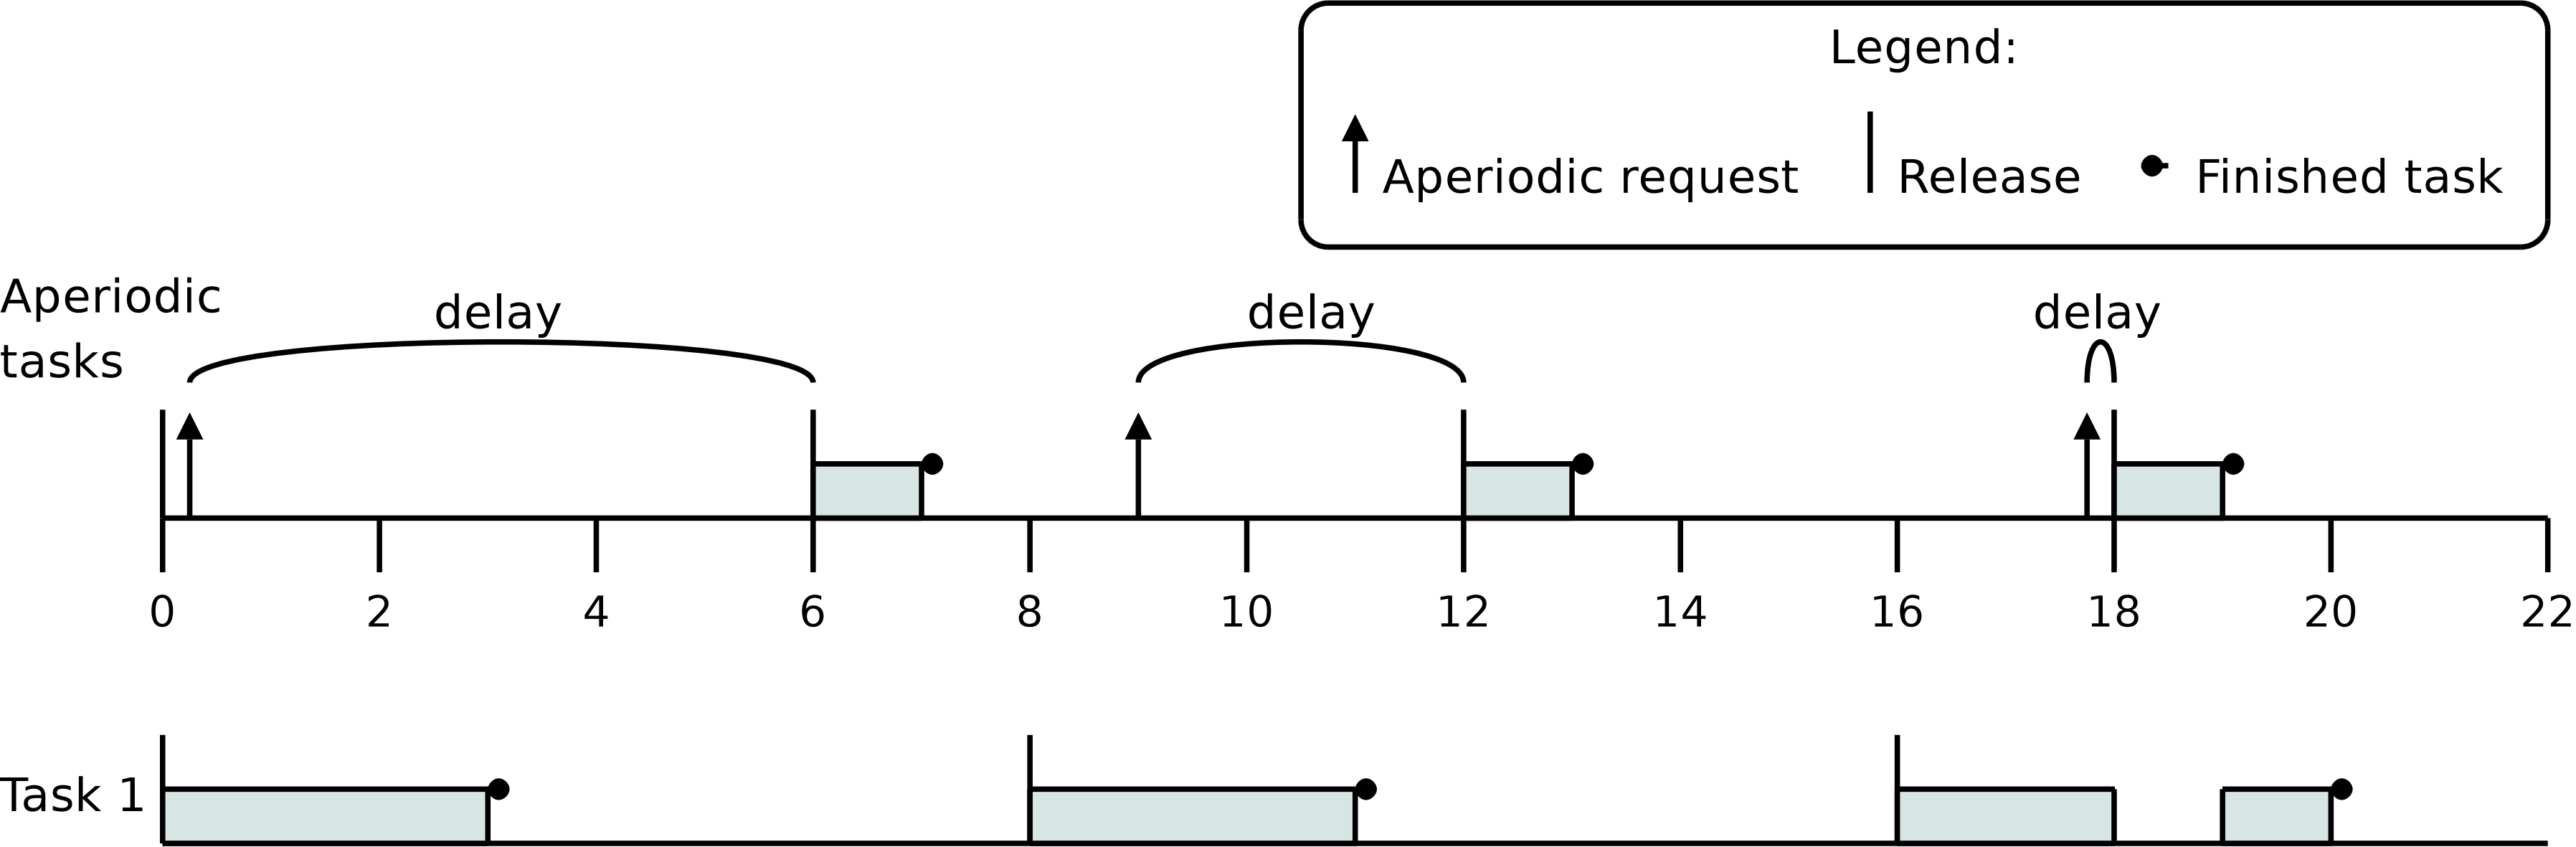 Legend:
Aperiodic request Release Finished task
Aperiodic
tasks
delay delay delay
0 2 4 6 8 10 12 14 16 18 20 22
Task 1